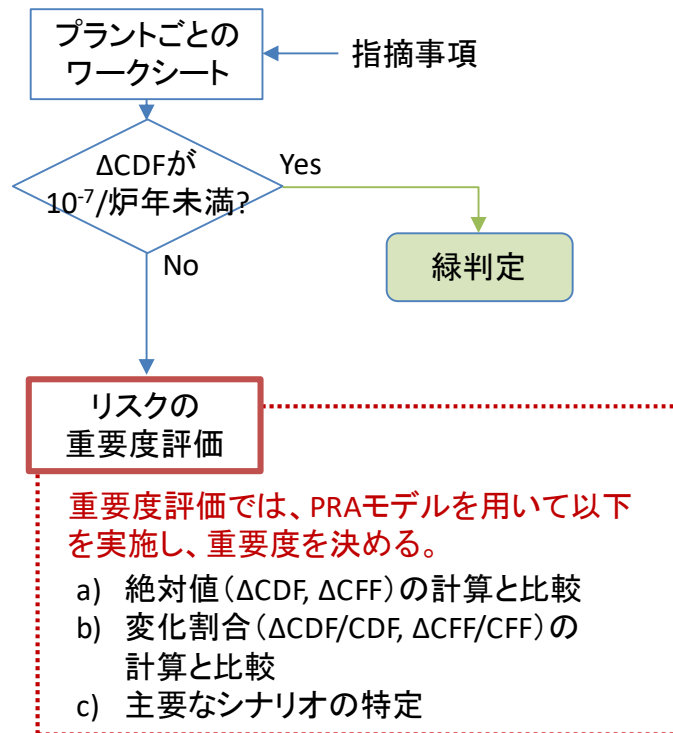 プラントごとの
ワークシート
指摘事項
ΔCDFが
10⁻⁷/炉年未満?
Yes
緑判定
No
リスクの
重要度評価
重要度評価では、PRAモデルを用いて以下
を実施し、重要度を決める。
a) 絶対値(ΔCDF, ΔCFF)の計算と比較
b) 変化割合(ΔCDF/CDF, ΔCFF/CFF)の
計算と比較
c) 主要なシナリオの特定